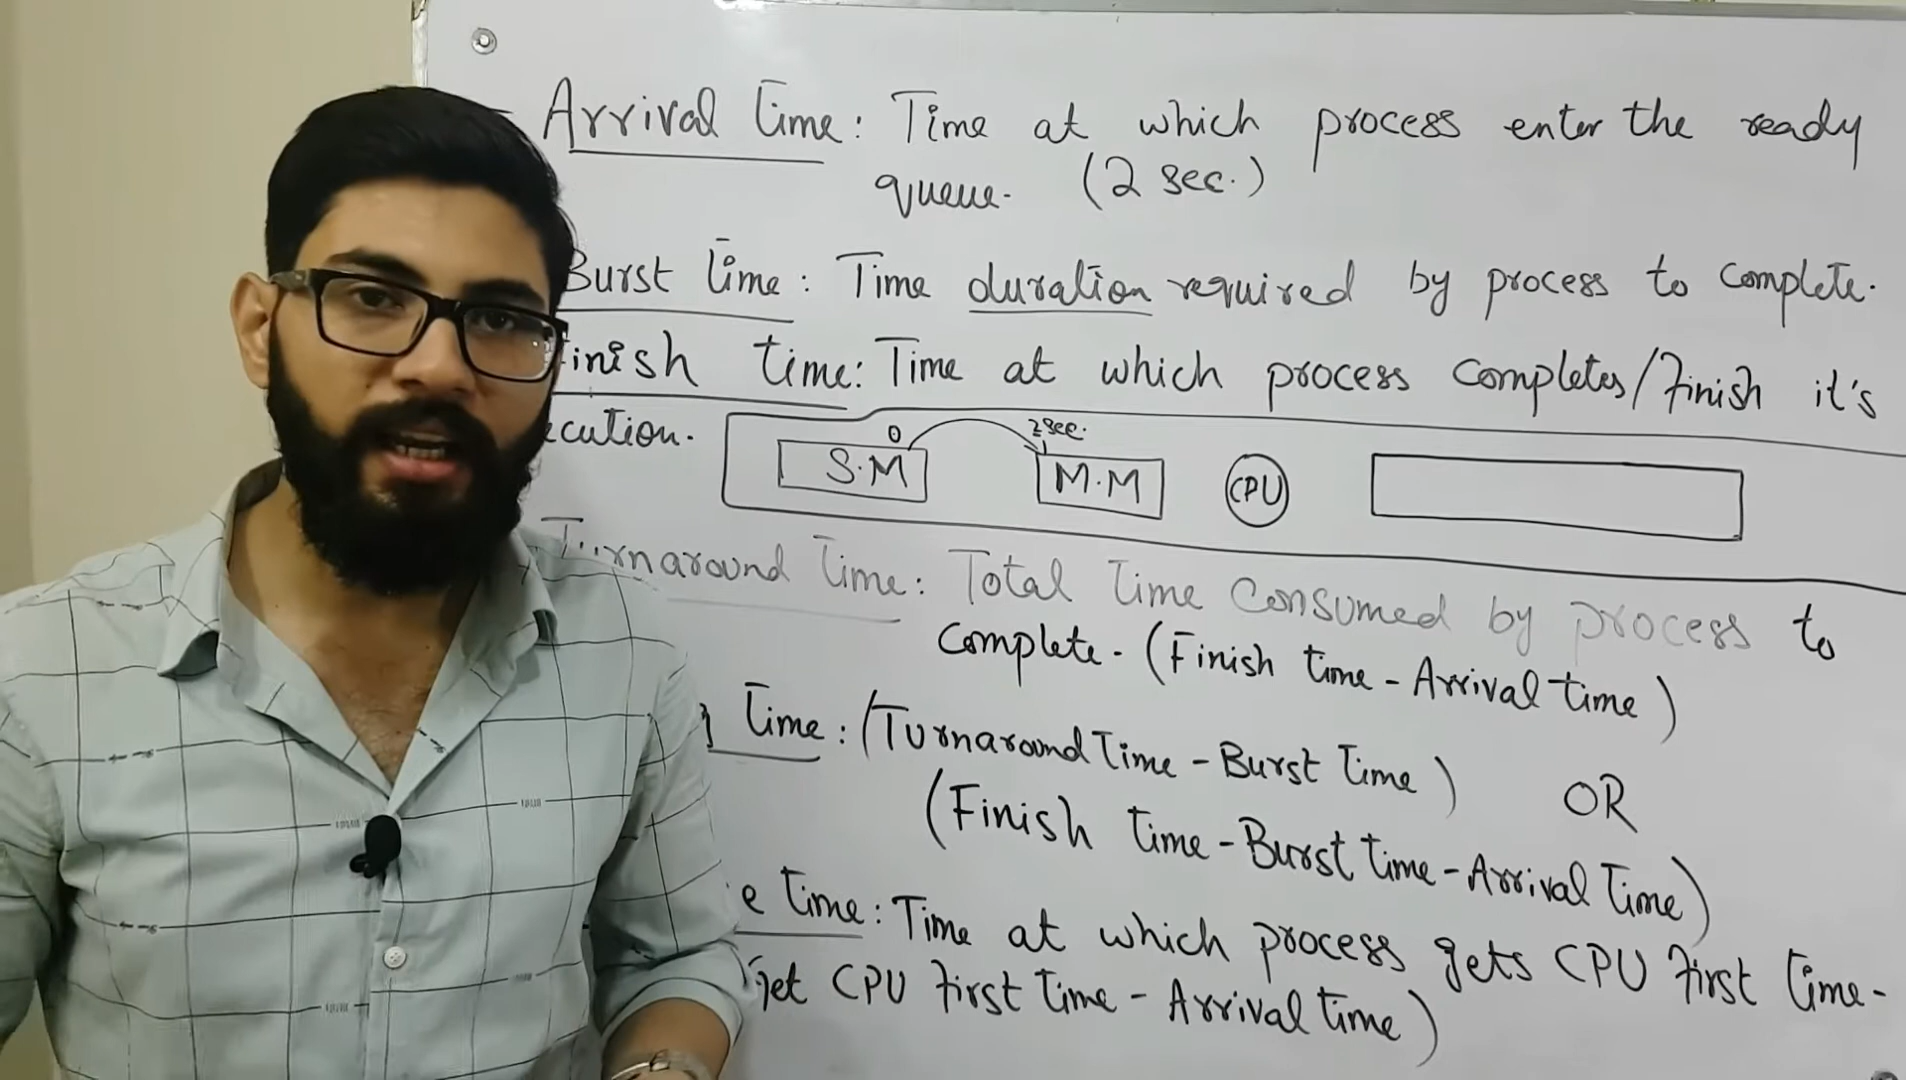 Arrival time: Time at which process enter the ready
queue. (2 sec.)
Burst time: Time duration required by process to complete.
inish time: Time at which process completes/finish it's
cution.
0
2 sec.
S.M
M.M
CPU
Turnaround time: Total time consumed by process to
complete. (Finish time - Arrival time)
g time: (Turnaround Time - Burst time) OR
(Finish time - Burst time - Arrival time)
e time: Time at which process gets CPU first time.
get CPU first time - Arrival time)